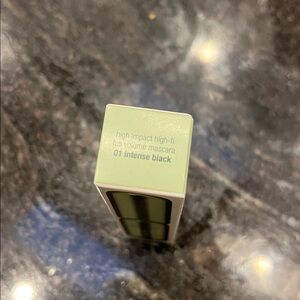 high impact high-fi
full volume mascara
01 intense black